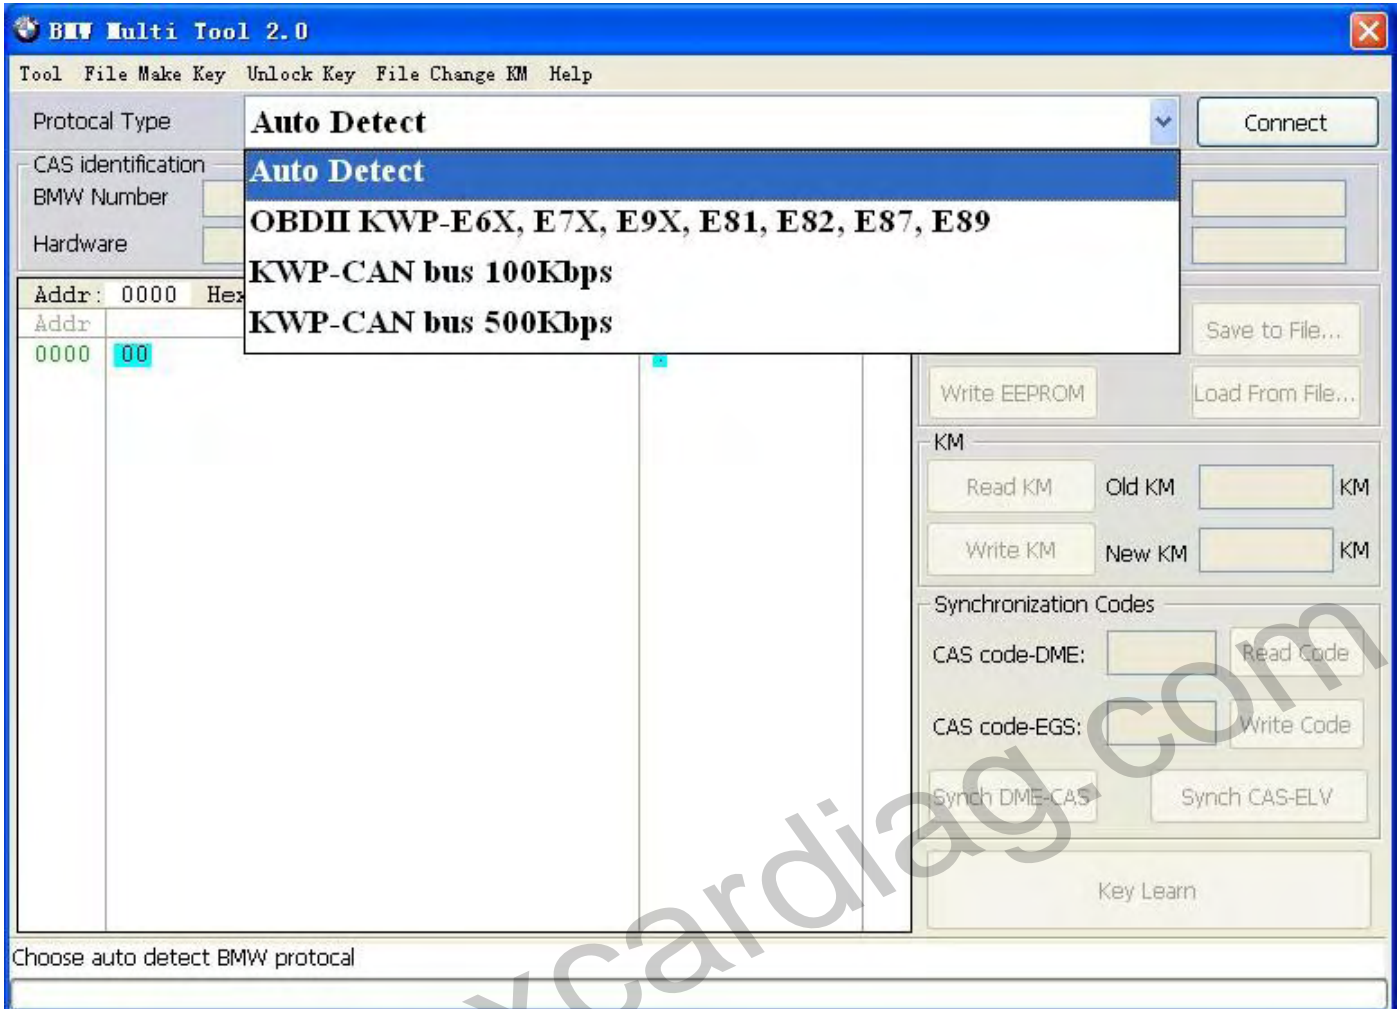 BMW Multi Tool 2.0
Tool File Make Key Unlock Key File Change KM Help
Protocal Type Auto Detect Connect
CAS identification
Auto Detect
BMW Number
OBDII KWP-E6X, E7X, E9X, E81, E82, E87, E89
Hardware
KWP-CAN bus 100Kbps
Addr: 0000 Hex
KWP-CAN bus 500Kbps
Addr
Save to File...
0000 00 .
Write EEPROM Load From File...
KM
Read KM Old KM KM
Write KM New KM KM
Synchronization Codes
CAS code-DME: Read Code
CAS code-EGS: Write Code
Synch DME-CAS Synch CAS-ELV
Key Learn
Choose auto detect BMW protocal
xcardiag.com